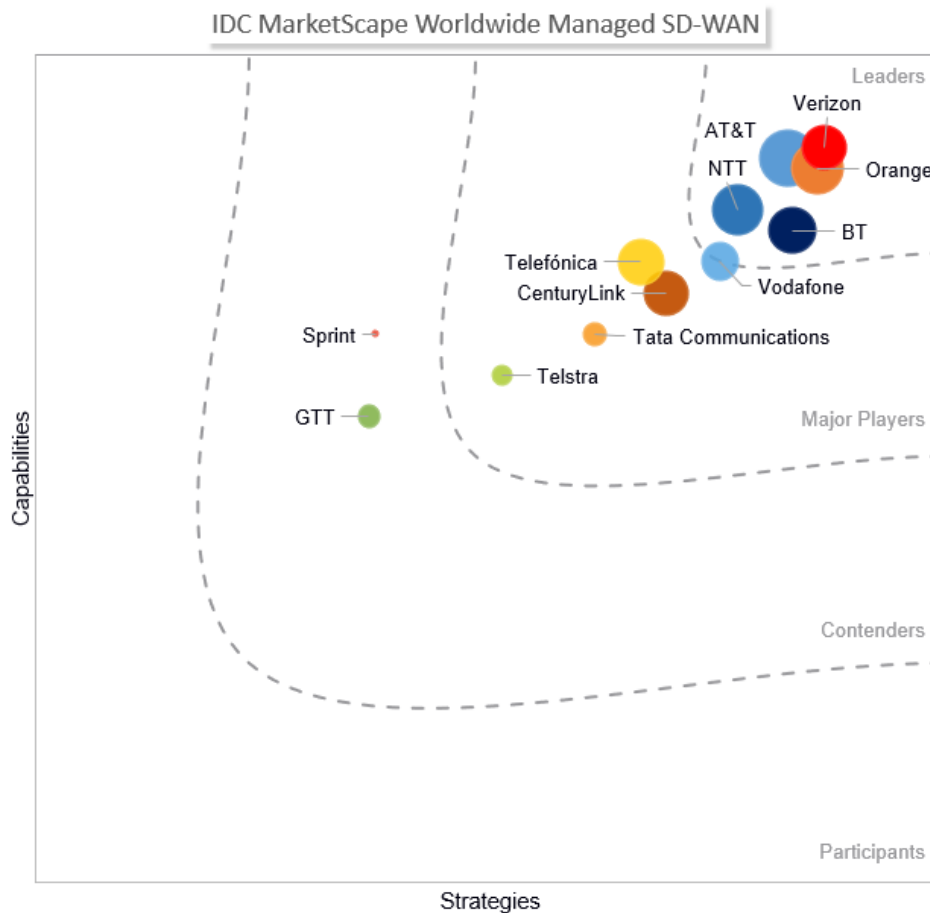 IDC MarketScape Worldwide Managed SD-WAN
Leaders
Verizon
AT&T
NTT
Orange
BT
Telefónica
CenturyLink
Vodafone
Sprint
Tata Communications
Telstra
GTT
Major Players
Capabilities
Contenders
Participants
Strategies